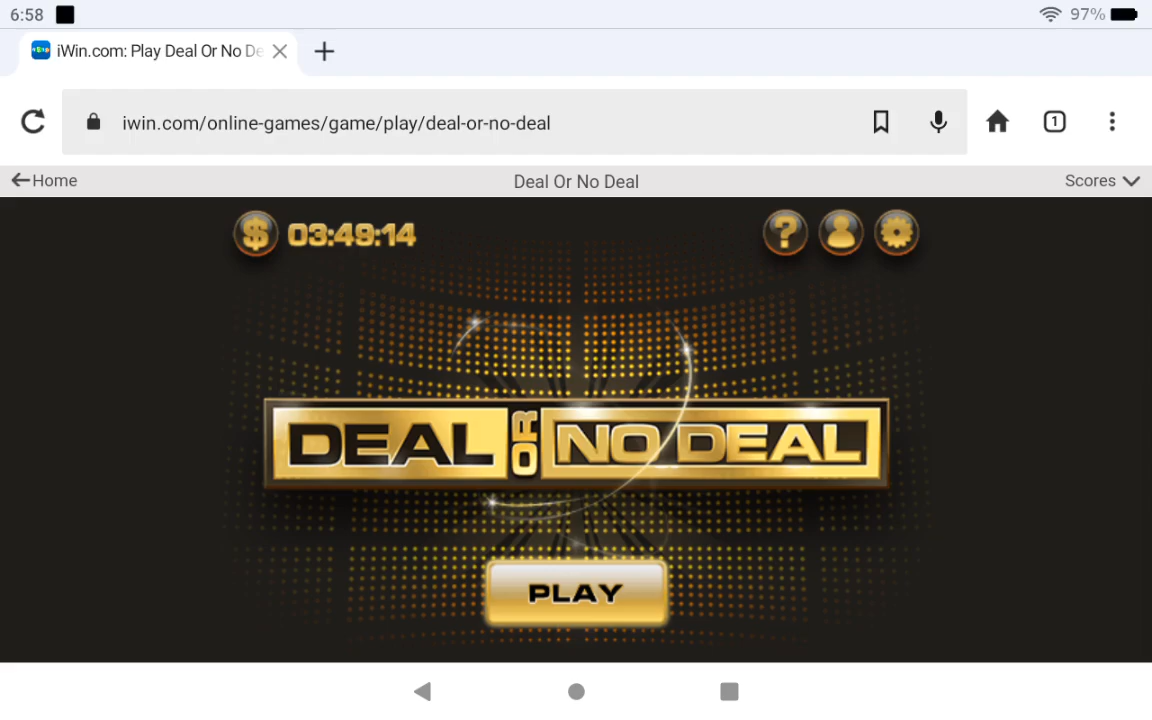 6:58
97%
iWin.com: Play Deal Or No De
iwin.com/online-games/game/play/deal-or-no-deal
1
Home
Deal Or No Deal
Scores
$ 03:49:14
?
DEAL OR NO DEAL
PLAY